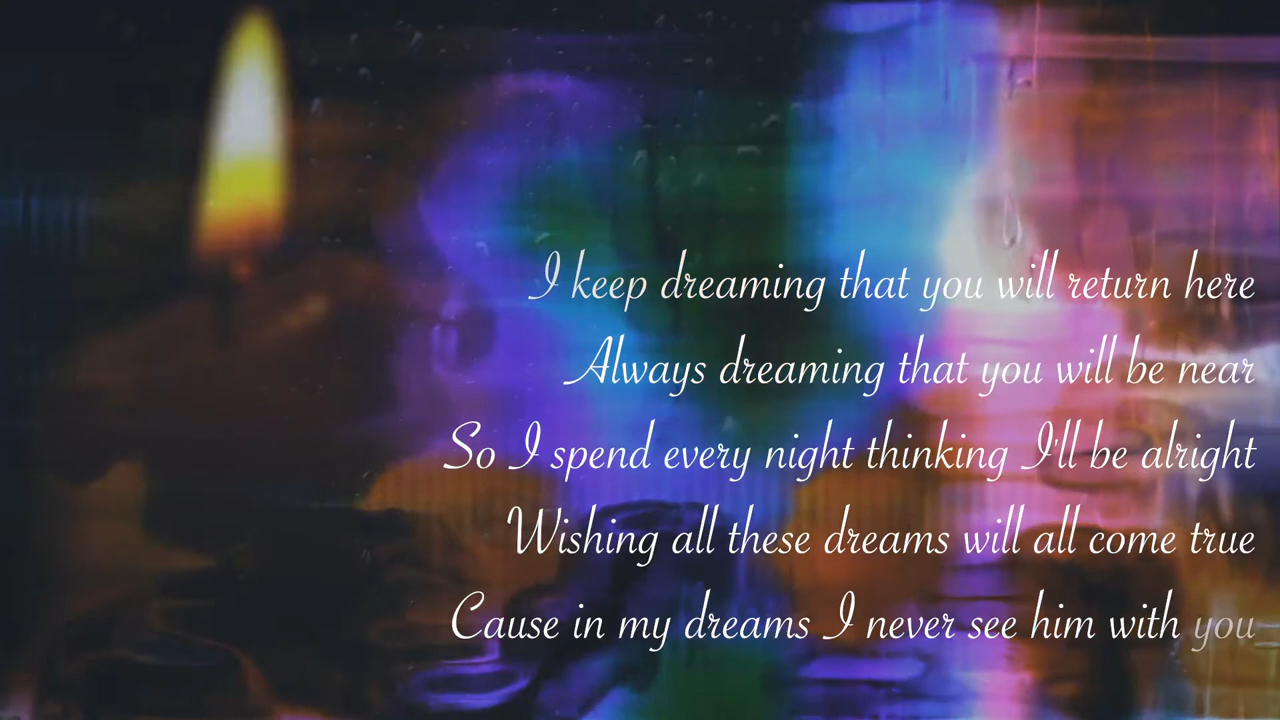 I keep dreaming that you will return here
Always dreaming that you will be near
So I spend every night thinking I'll be alright
Wishing all these dreams will all come true
Cause in my dreams I never see him with you